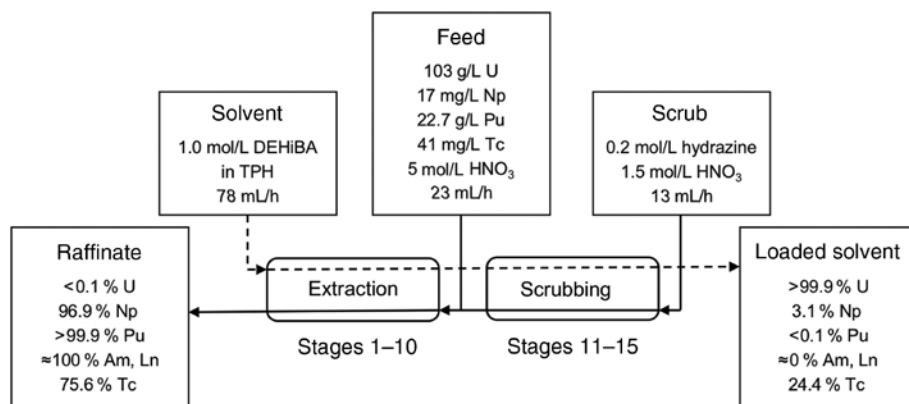 Feed
103 g/L U
17 mg/L Np
22.7 g/L Pu
41 mg/L Tc
5 mol/L HNO₃
23 mL/h
Solvent
1.0 mol/L DEHiBA
in TPH
78 mL/h
Scrub
0.2 mol/L hydrazine
1.5 mol/L HNO₃
13 mL/h
Raffinate
<0.1 % U
96.9 % Np
>99.9 % Pu
≈100 % Am, Ln
75.6 % Tc
Extraction
Stages 1–10
Scrubbing
Stages 11–15
Loaded solvent
>99.9 % U
3.1 % Np
<0.1 % Pu
≈0 % Am, Ln
24.4 % Tc